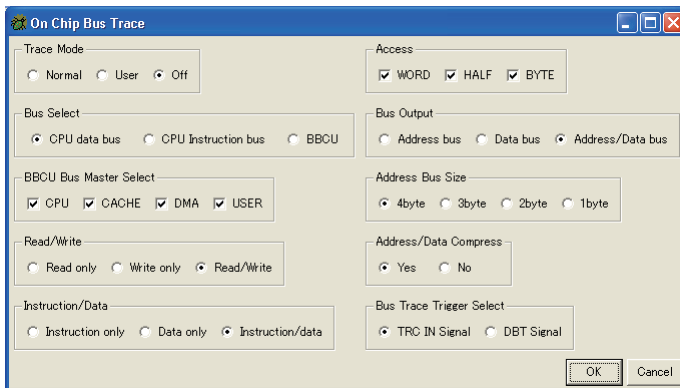 On Chip Bus Trace
Trace Mode
Normal User Off
Access
WORD HALF BYTE
Bus Select
CPU data bus CPU Instruction bus BBCU
Bus Output
Address bus Data bus Address/Data bus
BBCU Bus Master Select
CPU CACHE DMA USER
Address Bus Size
4byte 3byte 2byte 1byte
Read/Write
Read only Write only Read/Write
Address/Data Compress
Yes No
Instruction/Data
Instruction only Data only Instruction/data
Bus Trace Trigger Select
TRC IN Signal DBT Signal
OK Cancel